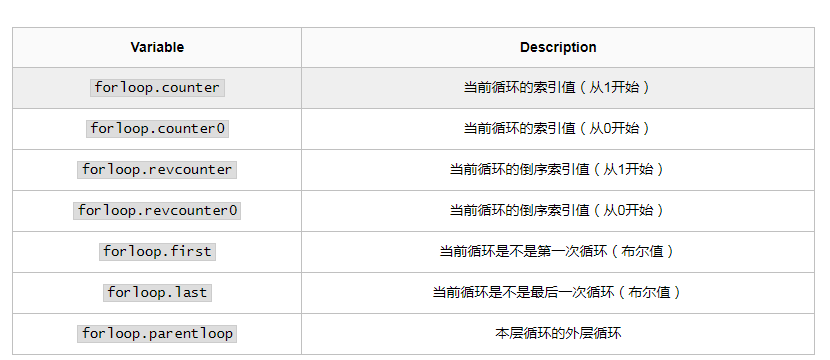 Variable Description
forloop.counter 当前循环的索引值（从1开始）
forloop.counter0 当前循环的索引值（从0开始）
forloop.revcounter 当前循环的倒序索引值（从1开始）
forloop.revcounter0 当前循环的倒序索引值（从0开始）
forloop.first 当前循环是不是第一次循环（布尔值）
forloop.last 当前循环是不是最后一次循环（布尔值）
forloop.parentloop 本层循环的外层循环